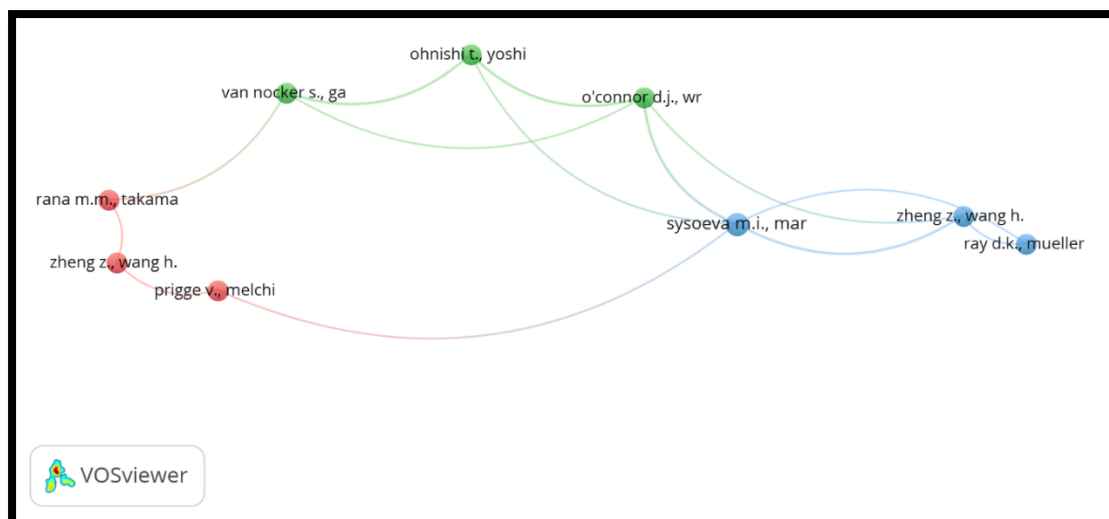 ohnishi t., yoshi
van nocker s., ga
o'connor d.j., wr
rana m.m., takama
zheng z., wang h.
sysoeva m.i., mar
ray d.k., mueller
zheng z., wang h.
prigge v., melchi
VOSviewer